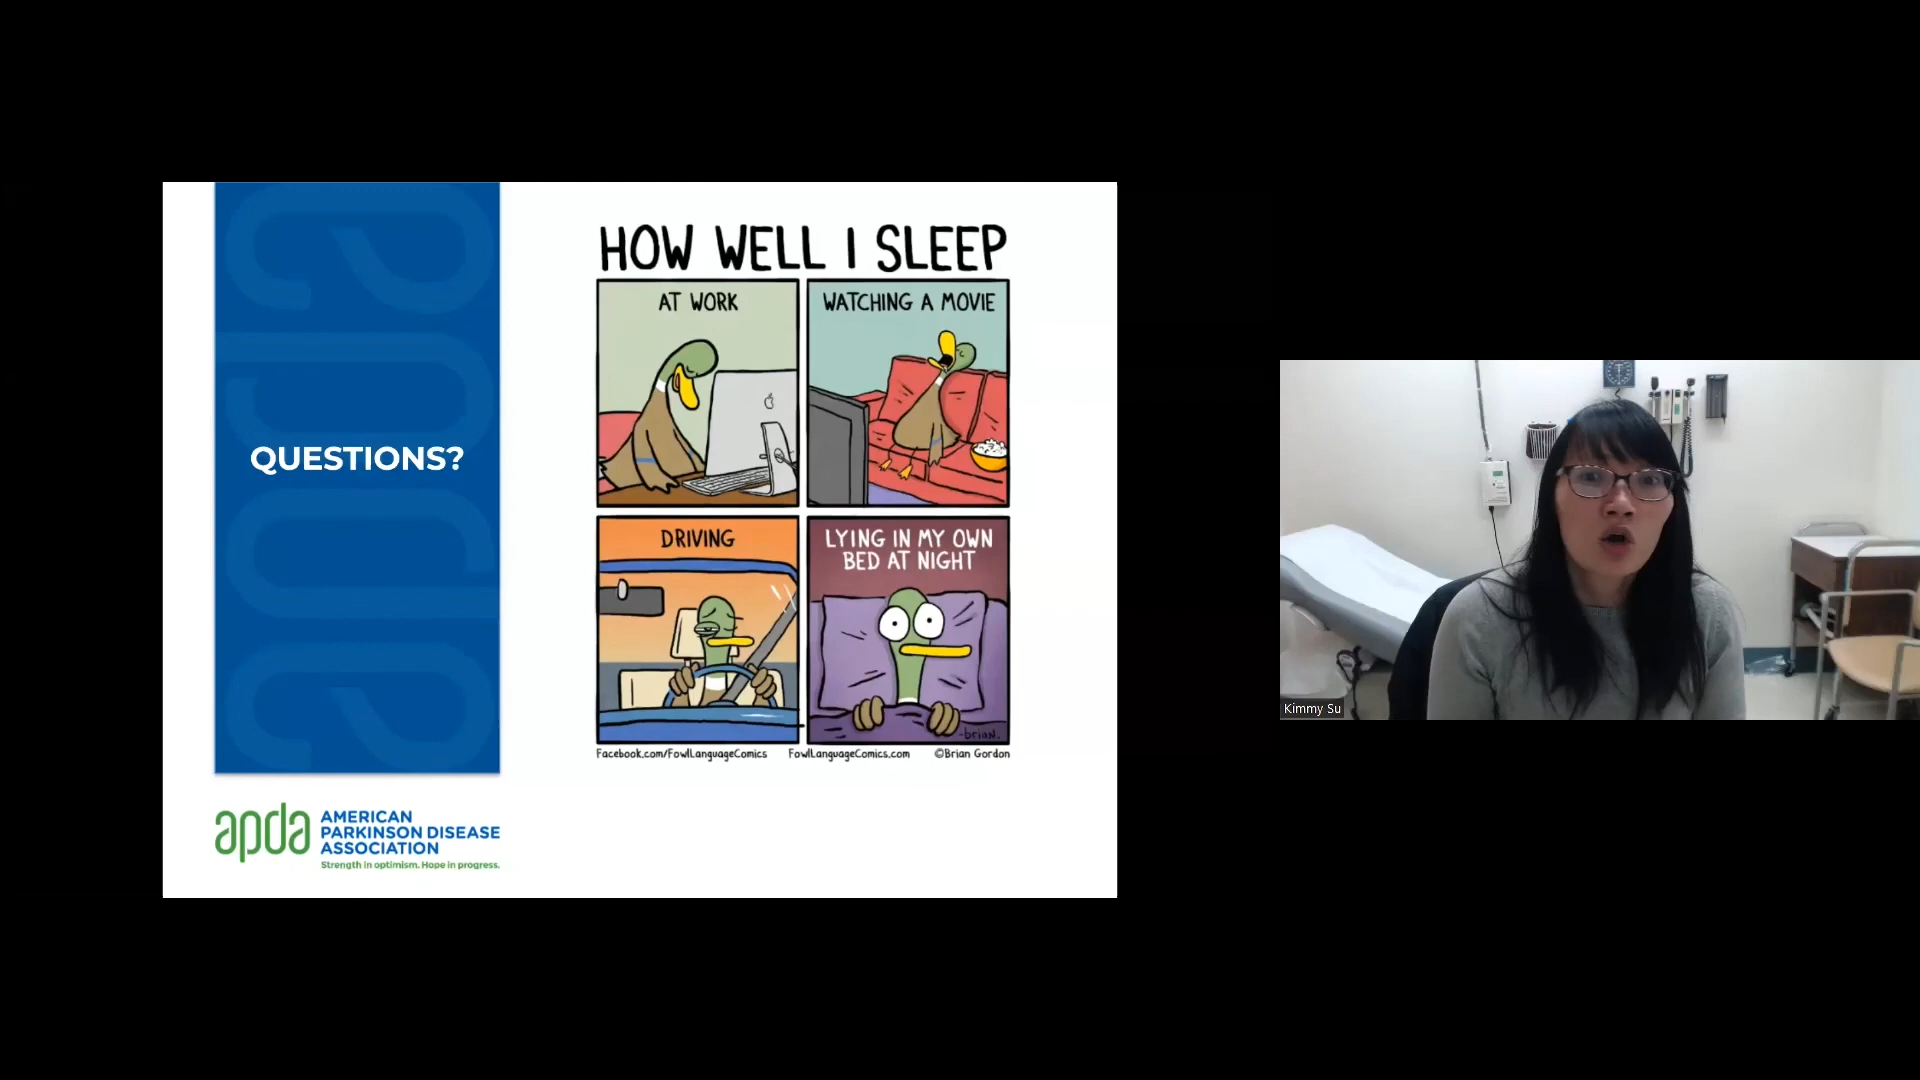 QUESTIONS?
HOW WELL I SLEEP
AT WORK
WATCHING A MOVIE
DRIVING
LYING IN MY OWN
BED AT NIGHT
-brian.
Facebook.com/FowlLanguageComics FowlLanguageComics.com ©Brian Gordon
apda
AMERICAN
PARKINSON DISEASE
ASSOCIATION
Strength in optimism. Hope in progress.
Kimmy Su